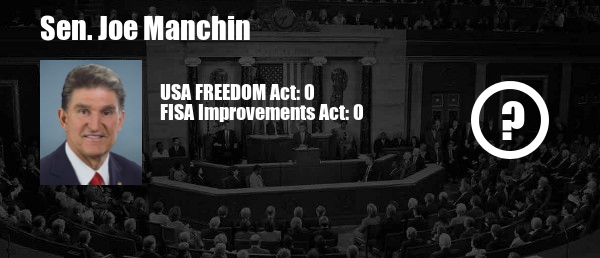 Sen. Joe Manchin
USA FREEDOM Act: 0
FISA Improvements Act: 0
?